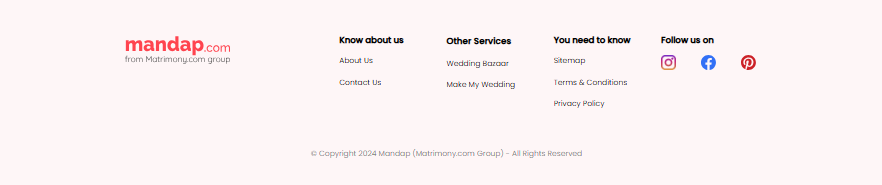 mandap.com
from Matrimony.com group
Know about us
About Us
Contact Us
Other Services
Wedding Bazaar
Make My Wedding
You need to know
Sitemap
Terms & Conditions
Privacy Policy
Follow us on
© Copyright 2024 Mandap (Matrimony.com Group) - All Rights Reserved